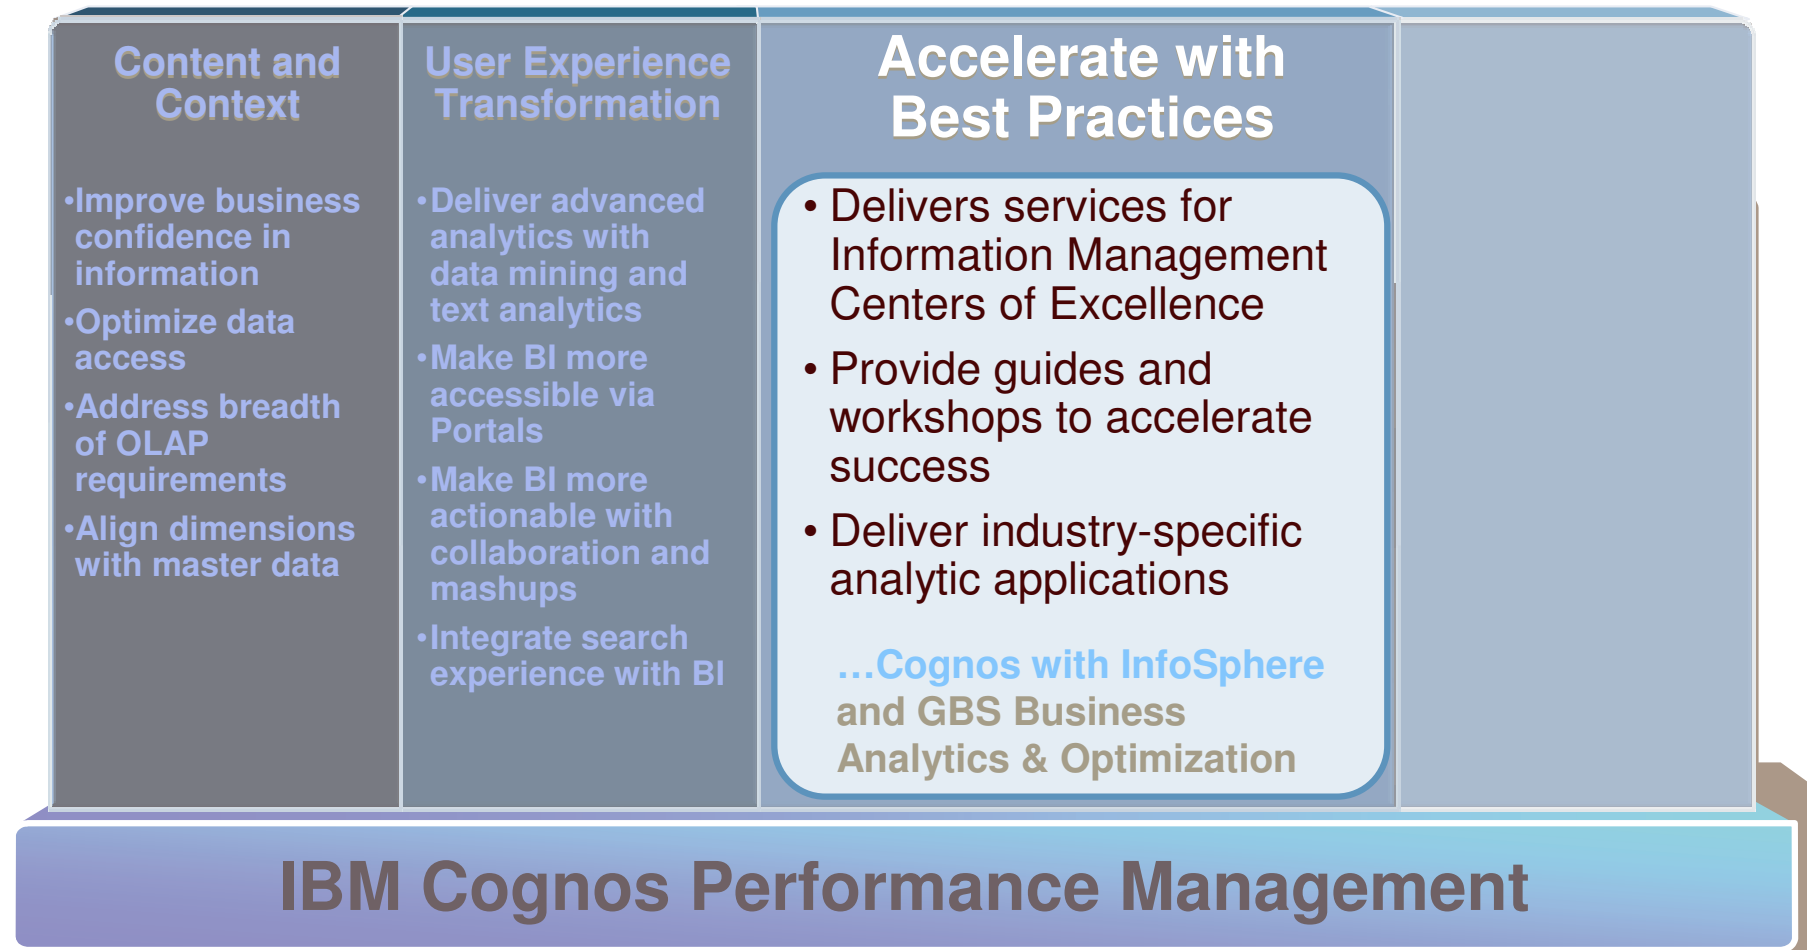 Content and
Context
•Improve business
confidence in
information
•Optimize data
access
•Address breadth
of OLAP
requirements
•Align dimensions
with master data
User Experience
Transformation
•Deliver advanced
analytics with
data mining and
text analytics
•Make BI more
accessible via
Portals
•Make BI more
actionable with
collaboration and
mashups
•Integrate search
experience with BI
Accelerate with
Best Practices
• Delivers services for
Information Management
Centers of Excellence
• Provide guides and
workshops to accelerate
success
• Deliver industry-specific
analytic applications
…Cognos with InfoSphere
and GBS Business
Analytics & Optimization
IBM Cognos Performance Management